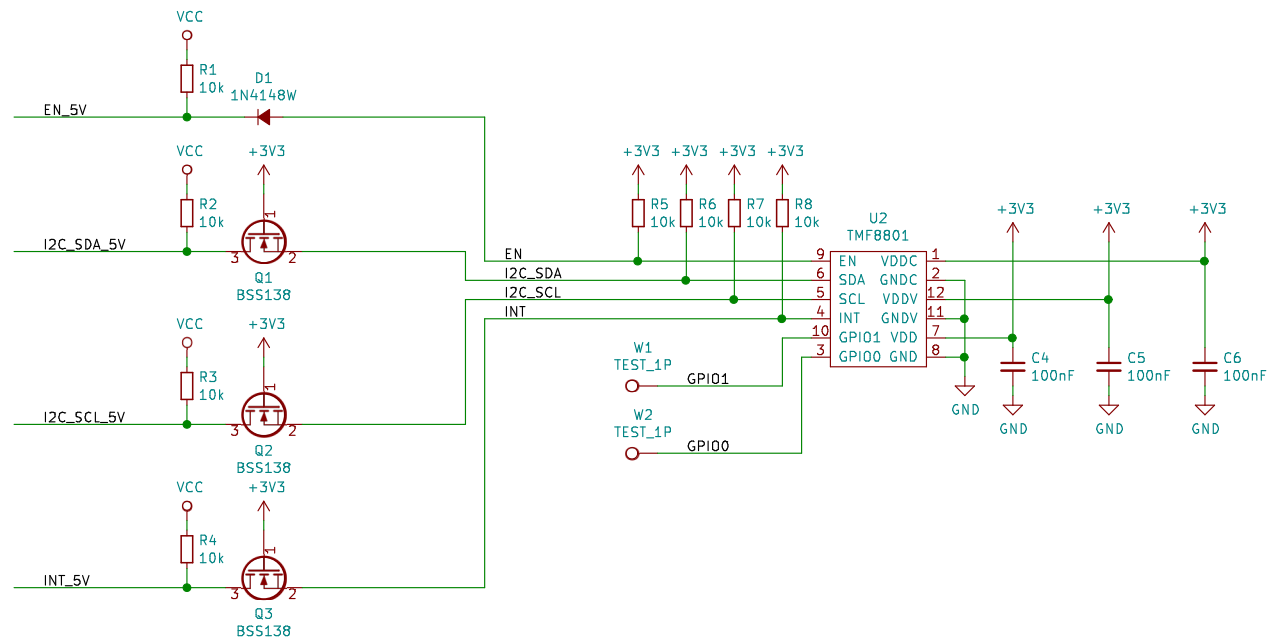 VCC
R1
10k
D1
1N4148W
EN_5V
VCC
+3V3
R2
10k
1
I2C_SDA_5V
3
2
Q1
BSS138
VCC
+3V3
R3
10k
1
I2C_SCL_5V
3
2
Q2
BSS138
VCC
+3V3
R4
10k
1
INT_5V
3
2
Q3
BSS138
+3V3 +3V3 +3V3 +3V3
R5 R6 R7 R8
10k 10k 10k 10k
EN
I2C_SDA
I2C_SCL
INT
U2
TMF8801
9 EN VDDC 1
6 SDA GNDC 2
5 SCL VDDV 12
4 INT GNDV 11
10 GPIO1 VDD 7
3 GPIO0 GND 8
W1
TEST_1P
GPIO1
W2
TEST_1P
GPIO0
GND
+3V3 +3V3 +3V3
C4 C5 C6
100nF 100nF 100nF
GND GND GND